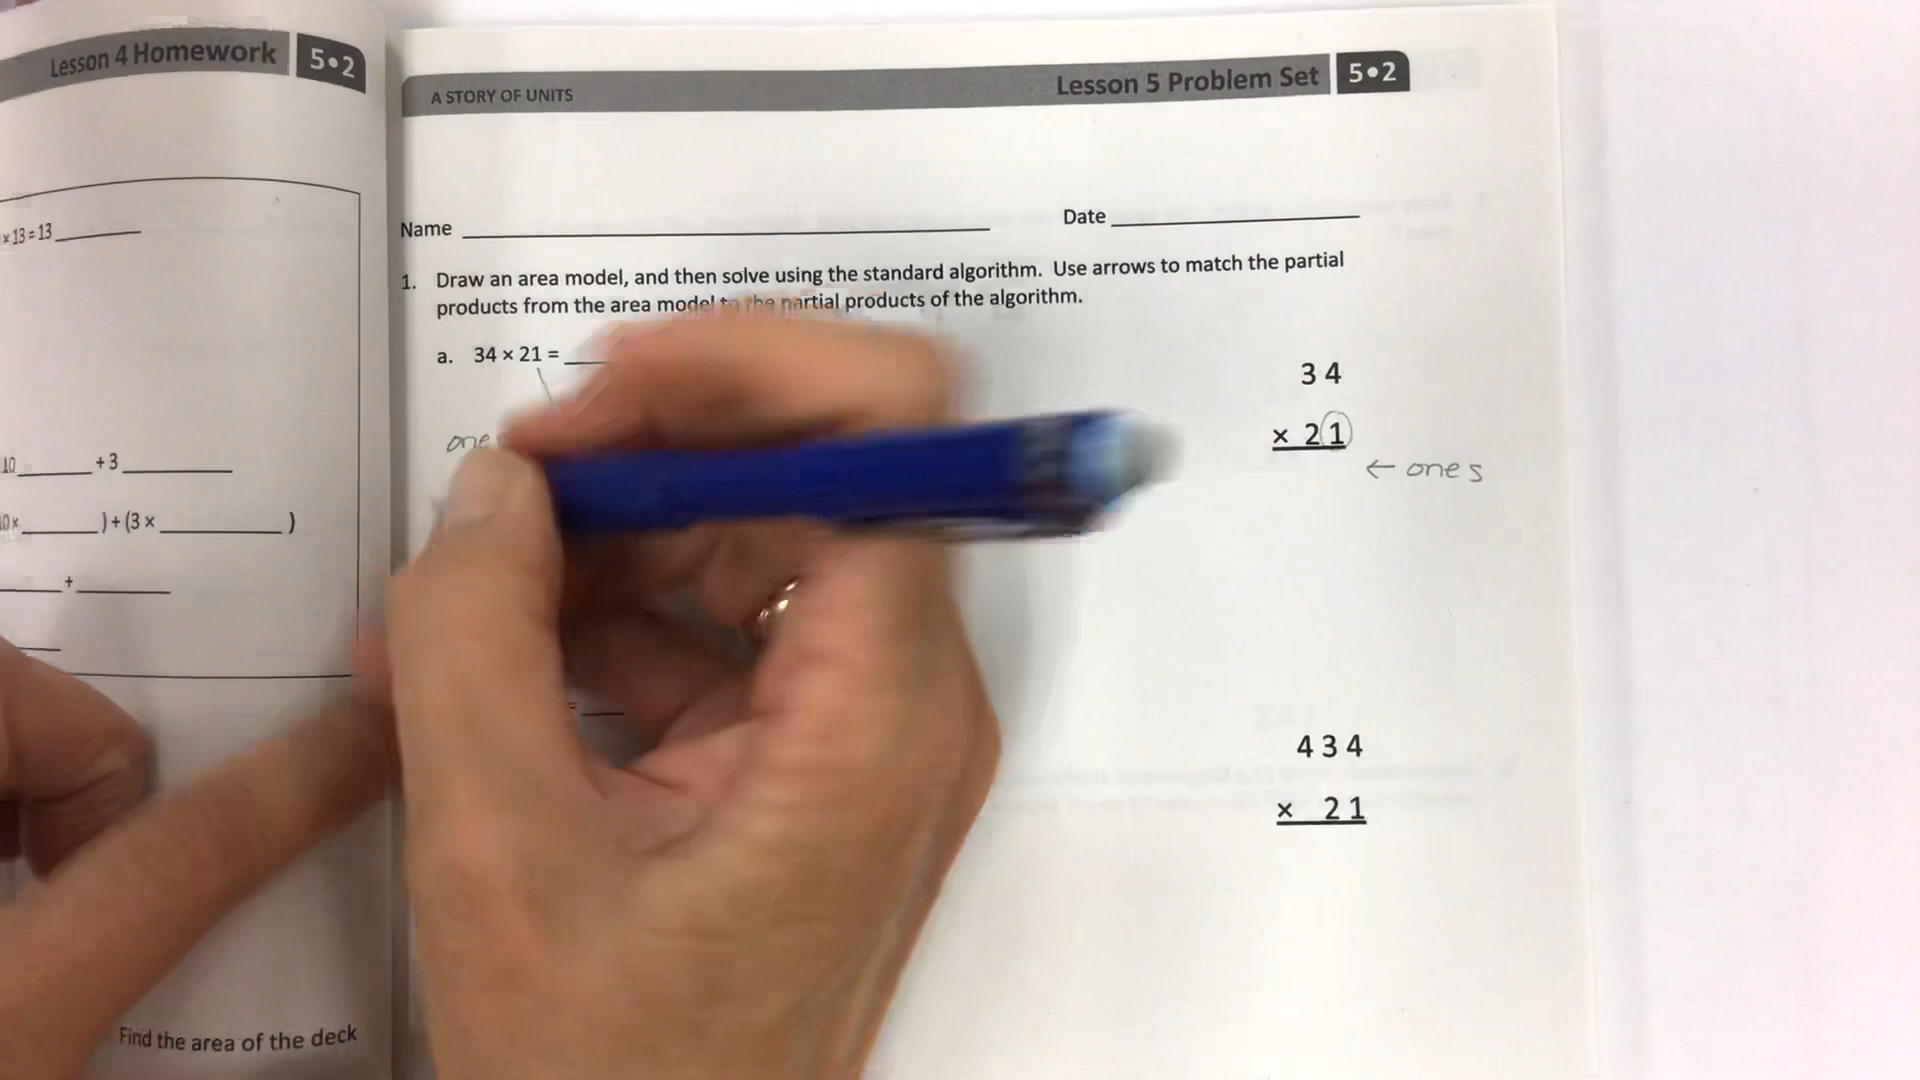 Lesson 4 Homework 5•2
x 13 = 13
10 + 3
0 x ) + (3 x )
+
Find the area of the deck
A STORY OF UNITS
Lesson 5 Problem Set 5•2
Name
Date
1. Draw an area model, and then solve using the standard algorithm. Use arrows to match the partial
products from the area model to the partial products of the algorithm.
a. 34 × 21 =
34
× 21
← ones
=
434
× 21